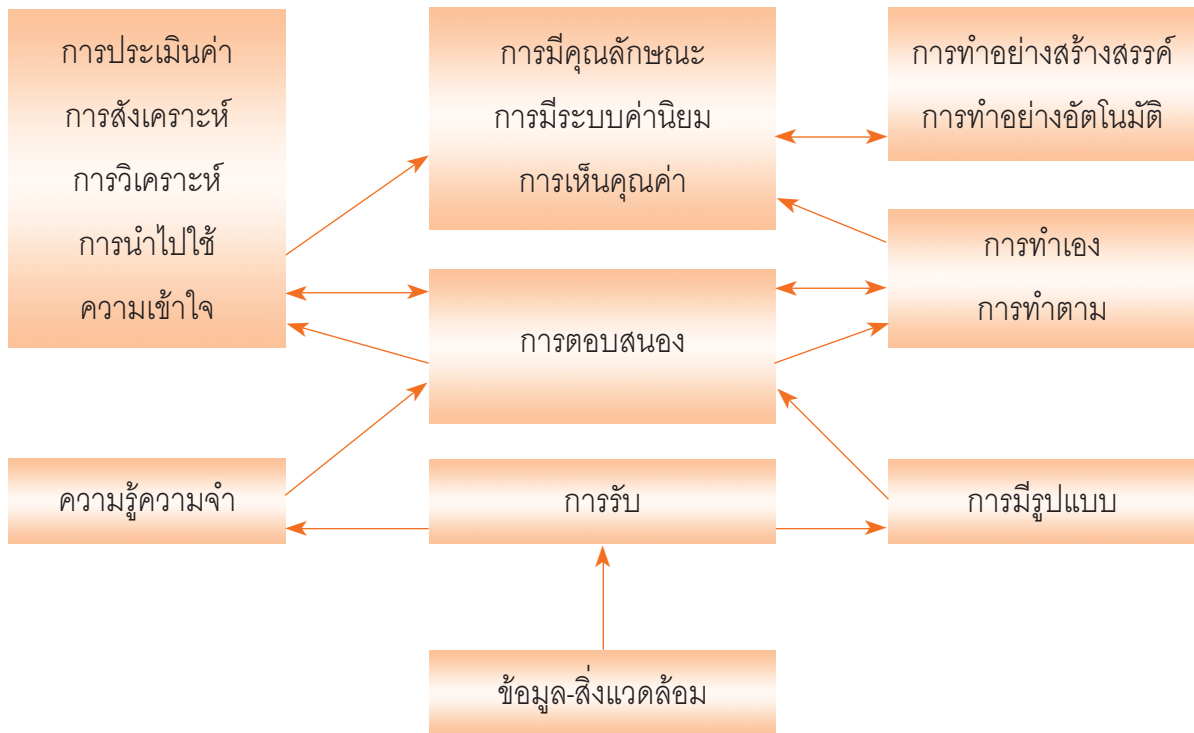 การประเมินค่า
การสังเคราะห์
การวิเคราะห์
การนำไปใช้
ความเข้าใจ
การมีคุณลักษณะ
การมีระบบค่านิยม
การเห็นคุณค่า
การทำอย่างสร้างสรรค์
การทำอย่างอัตโนมัติ
การทำเอง
การทำตาม
การตอบสนอง
ความรู้ความจำ
การรับ
การมีรูปแบบ
ข้อมูล-สิ่งแวดล้อม